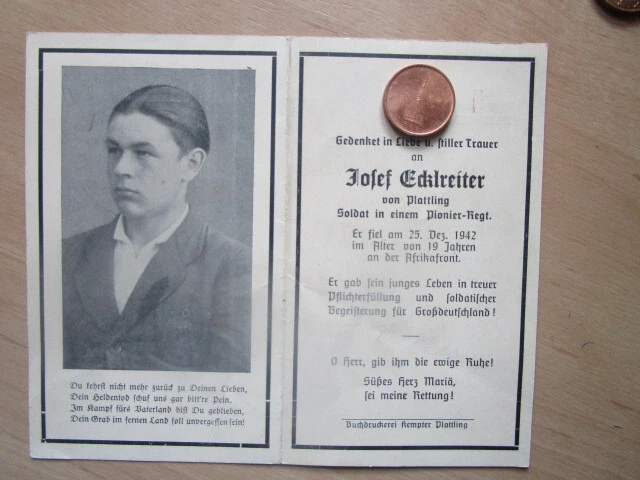 Du kehrst nicht mehr zurück zu Deinen Lieben,
Dein Heldentod schuf uns gar bitt're Pein.
Im Kampf fürs Vaterland bist Du geblieben,
Dein Grab im fernen Land soll unvergessen sein!
Gedenket in Liebe u. stiller Trauer
an
Josef Ecklreiter
von Plattling
Soldat in einem Pionier-Regt.
Er fiel am 25. Dez. 1942
im Alter von 19 Jahren
an der Afrikafront.
Er gab sein junges Leben in treuer
Pflichterfüllung und soldatischer
Begeisterung für Großdeutschland!
O Herr, gib ihm die ewige Ruhe!
Süßes Herz Mariä,
sei meine Rettung!
Buchdruckerei Kempter Plattling